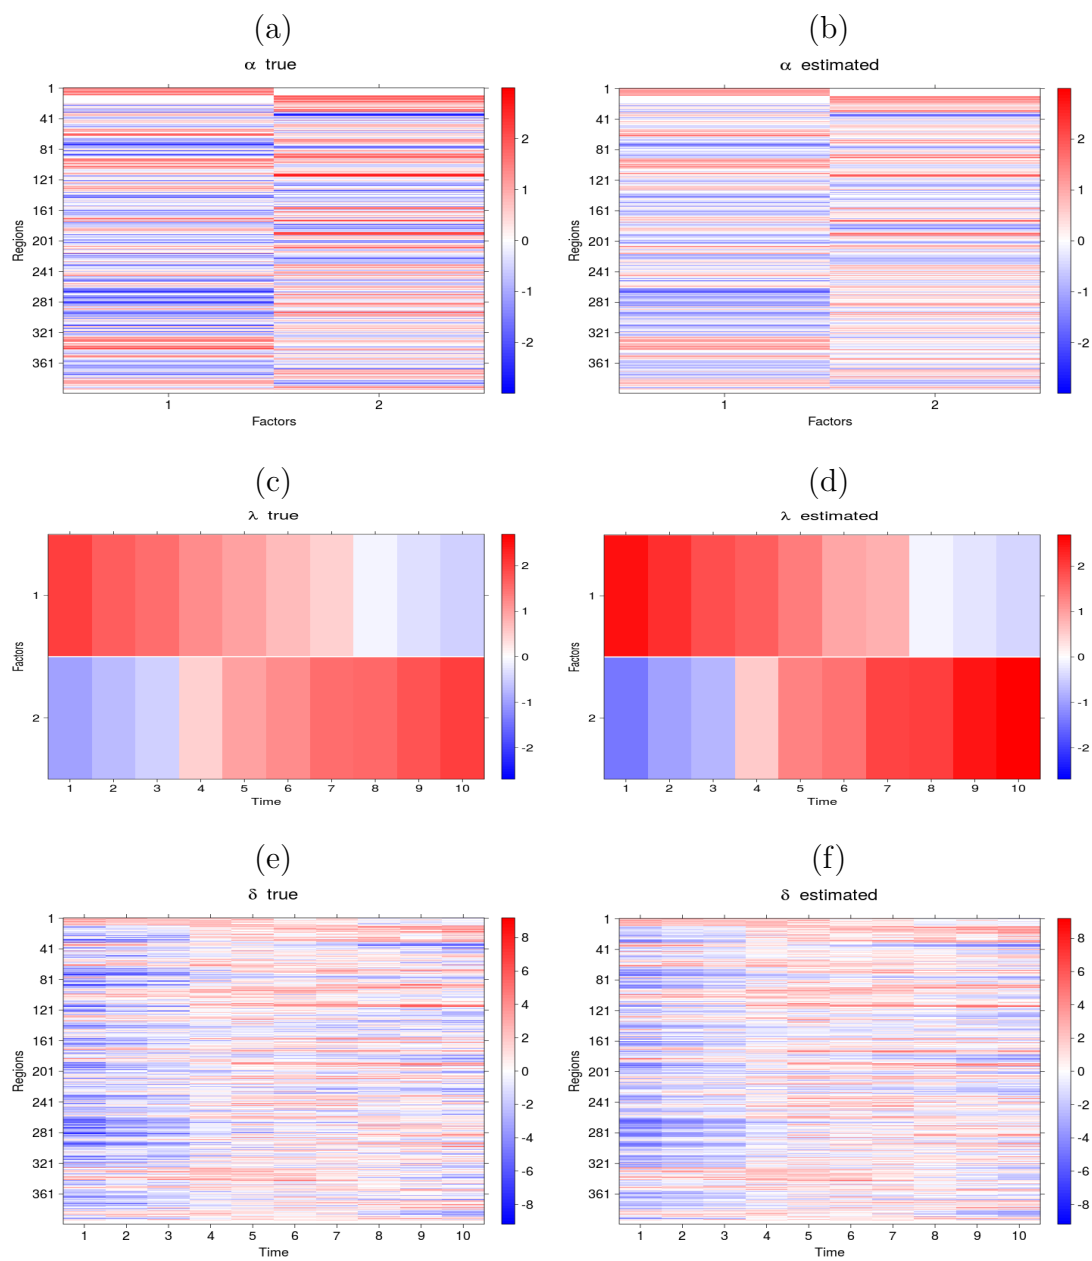 (a) (b)
α true α estimated
1 41 81 121 161 201 241 281 321 361
Regions
1 2
Factors
2 1 0 -1 -2
1 41 81 121 161 201 241 281 321 361
Regions
1 2
Factors
2 1 0 -1 -2
(c) (d)
λ true λ estimated
1 2
Factors
1 2 3 4 5 6 7 8 9 10
Time
2 1 0 -1 -2
1 2
Factors
1 2 3 4 5 6 7 8 9 10
Time
2 1 0 -1 -2
(e) (f)
δ true δ estimated
1 41 81 121 161 201 241 281 321 361
Regions
1 2 3 4 5 6 7 8 9 10
Time
8 6 4 2 0 -2 -4 -6 -8
1 41 81 121 161 201 241 281 321 361
Regions
1 2 3 4 5 6 7 8 9 10
Time
8 6 4 2 0 -2 -4 -6 -8